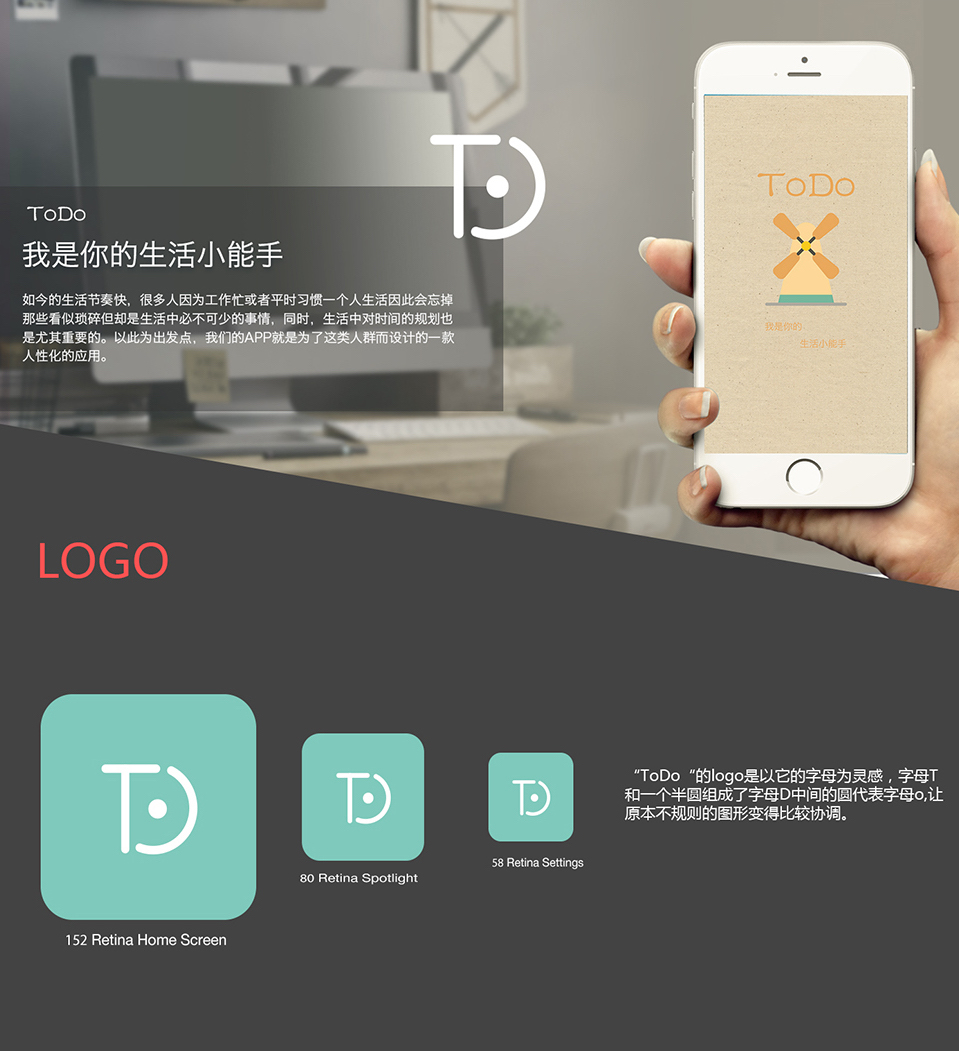 ToDo
我是你的生活小能手
如今的生活节奏快，很多人因为工作忙或者平时习惯一个人生活因此会忘掉
那些看似琐碎但却是生活中必不可少的事情，同时，生活中对时间的规划也
是尤其重要的。以此为出发点，我们的APP就是为了这类人群而设计的一款
人性化的应用。
ToDo
我是你的
生活小能手
LOGO
152 Retina Home Screen
80 Retina Spotlight
58 Retina Settings
“ToDo“的logo是以它的字母为灵感，字母T
和一个半圆组成了字母D中间的圆代表字母o,让
原本不规则的图形变得比较协调。